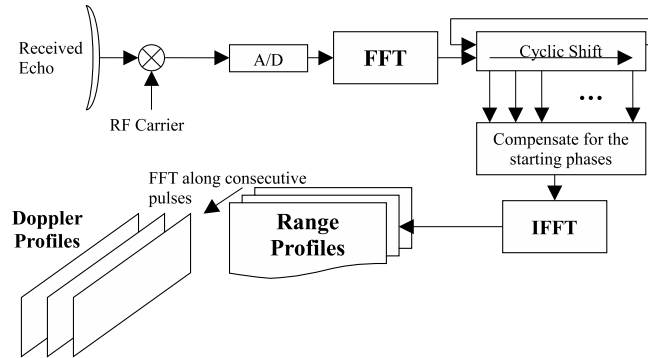 Received
Echo
RF Carrier
A/D
FFT
Cyclic Shift
...
Compensate for the
starting phases
IFFT
Range
Profiles
FFT along consecutive
pulses
Doppler
Profiles